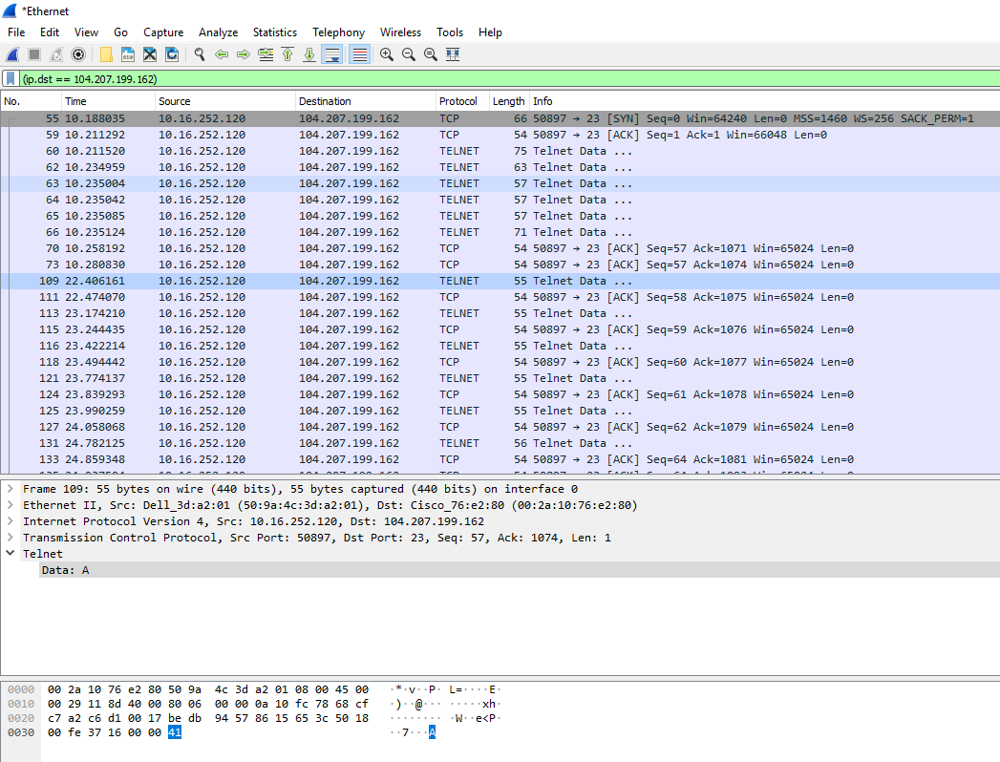 *Ethernet
File Edit View Go Capture Analyze Statistics Telephony Wireless Tools Help
(ip.dst == 104.207.199.162)
No. Time Source Destination Protocol Length Info
55 10.188035 10.16.252.120 104.207.199.162 TCP 66 50897 → 23 [SYN] Seq=0 Win=64240 Len=0 MSS=1460 WS=256 SACK_PERM=1
59 10.211292 10.16.252.120 104.207.199.162 TCP 54 50897 → 23 [ACK] Seq=1 Ack=1 Win=66048 Len=0
60 10.211520 10.16.252.120 104.207.199.162 TELNET 75 Telnet Data ...
62 10.234959 10.16.252.120 104.207.199.162 TELNET 63 Telnet Data ...
63 10.235004 10.16.252.120 104.207.199.162 TELNET 57 Telnet Data ...
64 10.235042 10.16.252.120 104.207.199.162 TELNET 57 Telnet Data ...
65 10.235085 10.16.252.120 104.207.199.162 TELNET 57 Telnet Data ...
66 10.235124 10.16.252.120 104.207.199.162 TELNET 71 Telnet Data ...
70 10.258192 10.16.252.120 104.207.199.162 TCP 54 50897 → 23 [ACK] Seq=57 Ack=1071 Win=65024 Len=0
73 10.280830 10.16.252.120 104.207.199.162 TCP 54 50897 → 23 [ACK] Seq=57 Ack=1074 Win=65024 Len=0
109 22.406161 10.16.252.120 104.207.199.162 TELNET 55 Telnet Data ...
111 22.474070 10.16.252.120 104.207.199.162 TCP 54 50897 → 23 [ACK] Seq=58 Ack=1075 Win=65024 Len=0
113 23.174210 10.16.252.120 104.207.199.162 TELNET 55 Telnet Data ...
115 23.244435 10.16.252.120 104.207.199.162 TCP 54 50897 → 23 [ACK] Seq=59 Ack=1076 Win=65024 Len=0
116 23.422214 10.16.252.120 104.207.199.162 TELNET 55 Telnet Data ...
118 23.494442 10.16.252.120 104.207.199.162 TCP 54 50897 → 23 [ACK] Seq=60 Ack=1077 Win=65024 Len=0
121 23.774137 10.16.252.120 104.207.199.162 TELNET 55 Telnet Data ...
124 23.839293 10.16.252.120 104.207.199.162 TCP 54 50897 → 23 [ACK] Seq=61 Ack=1078 Win=65024 Len=0
125 23.990259 10.16.252.120 104.207.199.162 TELNET 55 Telnet Data ...
127 24.058068 10.16.252.120 104.207.199.162 TCP 54 50897 → 23 [ACK] Seq=62 Ack=1079 Win=65024 Len=0
131 24.782125 10.16.252.120 104.207.199.162 TELNET 56 Telnet Data ...
133 24.859348 10.16.252.120 104.207.199.162 TCP 54 50897 → 23 [ACK] Seq=64 Ack=1081 Win=65024 Len=0
Frame 109: 55 bytes on wire (440 bits), 55 bytes captured (440 bits) on interface 0
Ethernet II, Src: Dell_3d:a2:01 (50:9a:4c:3d:a2:01), Dst: Cisco_76:e2:80 (00:2a:10:76:e2:80)
Internet Protocol Version 4, Src: 10.16.252.120, Dst: 104.207.199.162
Transmission Control Protocol, Src Port: 50897, Dst Port: 23, Seq: 57, Ack: 1074, Len: 1
Telnet
Data: A
0000 00 2a 10 76 e2 80 50 9a 4c 3d a2 01 08 00 45 00 ·*·v··P· L=····E·
0010 00 29 11 8d 40 00 80 06 00 00 0a 10 fc 78 68 cf ·)··@··· ·····xh·
0020 c7 a2 c6 d1 00 17 be db 94 57 86 15 65 3c 50 18 ········ ·W··e<P·
0030 00 fe 37 16 00 00 41 ··7···A